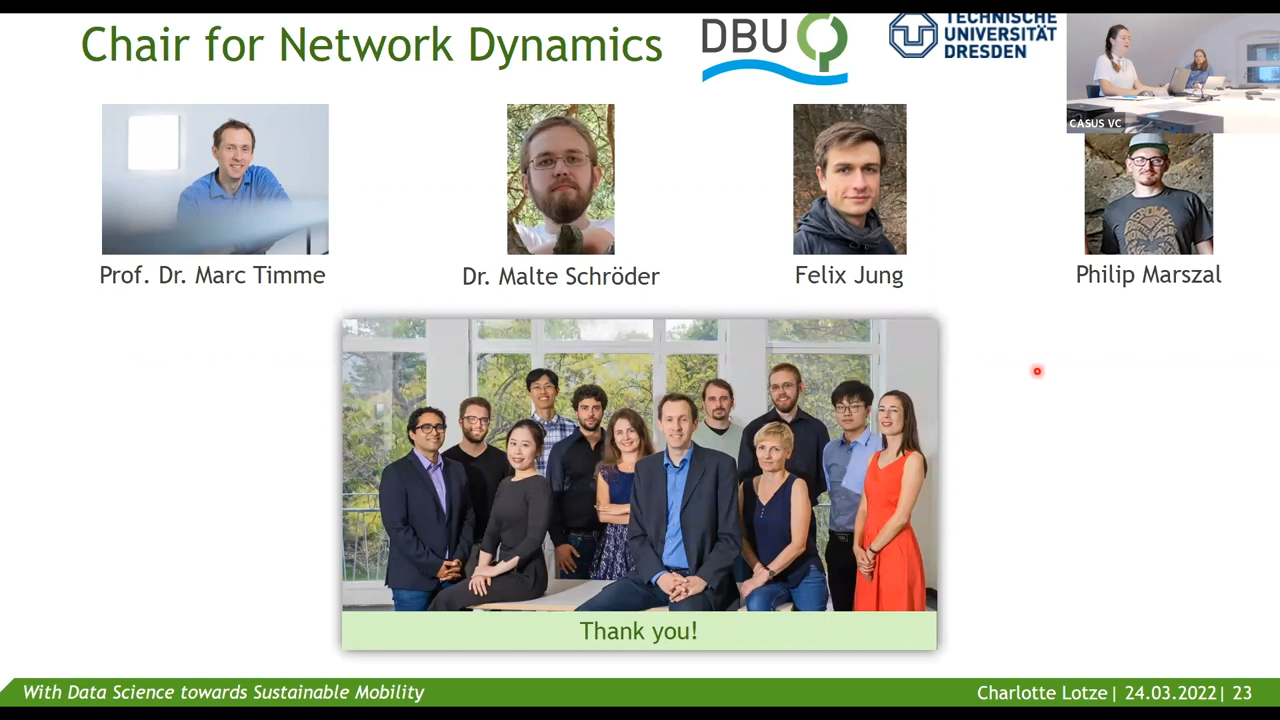 Chair for Network Dynamics
DBU
TECHNISCHE
UNIVERSITÄT
DRESDEN
CASUS VC
Prof. Dr. Marc Timme
Dr. Malte Schröder
Felix Jung
Philip Marszal
Thank you!
With Data Science towards Sustainable Mobility
Charlotte Lotze| 24.03.2022| 23